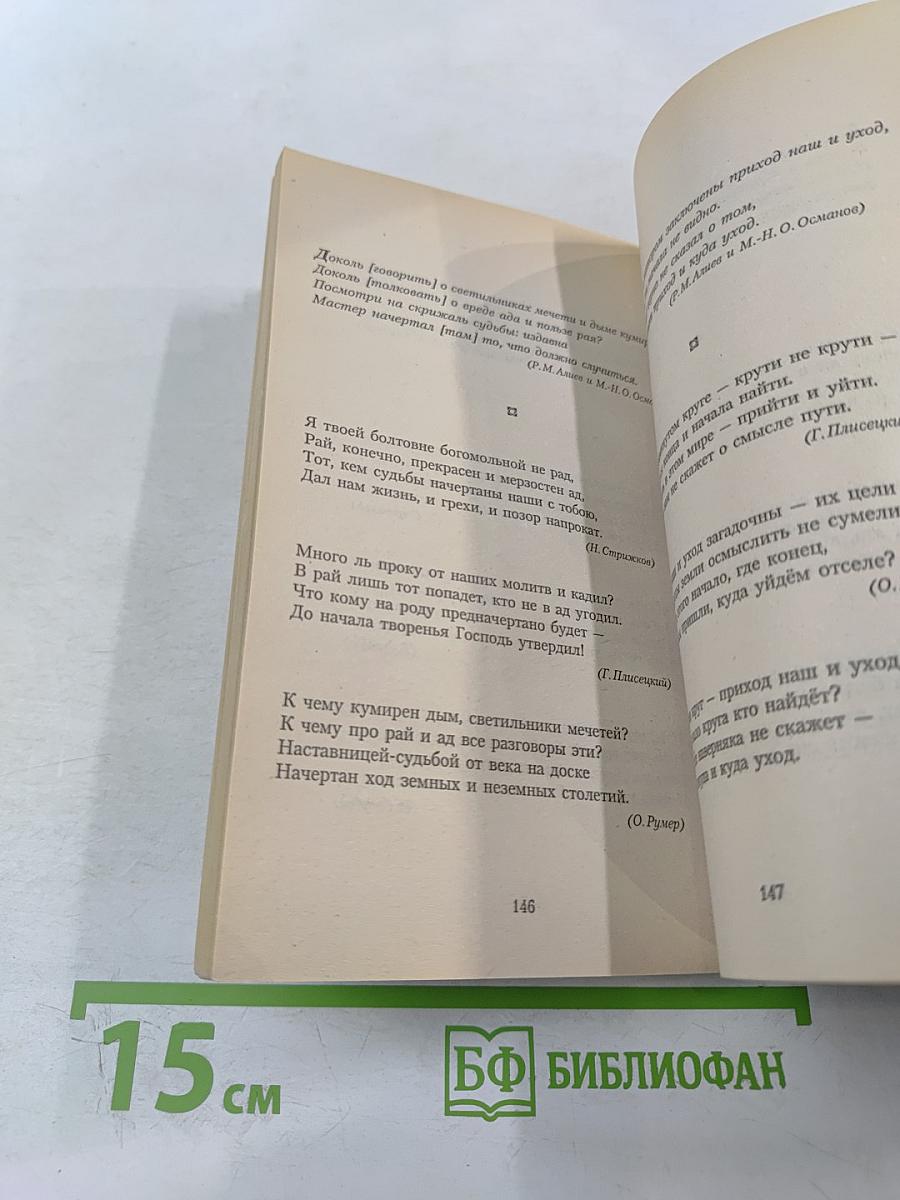 Доколь [говорить] о светильниках мечети и дыме
Доколь [толковать] о вреде ада и пользе рая?
Посмотри на скрижаль судьбы: издавна
Мастер начертал [там] то, что должно случиться.
(Р. М. Алиев и М.-Н. О.
Я твоей болтовне богомольной не рад,
Рай, конечно, прекрасен и мерзостен ад,
Тот, кем судьбы начертаны наши с тобою,
Дал нам жизнь, и грехи, и позор напрокат.
(Н. Стрижков)
Много ль проку от наших молитв и кадил?
В рай лишь тот попадет, кто не в ад угодил.
Что кому на роду предначертано будет —
До начала творенья Господь утвердил!
(Г. Плисецкий)
К чему кумирен дым, светильники мечетей?
К чему про рай и ад все разговоры эти?
Наставницей-судьбой от века на доске
Начертан ход земных и неземных столетий.
(О. Румер)
146
заключены приход наш и уход,
начала не видно.
не сказал о том,
приход и куда уход.
(Р. М. Алиев и М.-Н. О. Османов)
круге — крути не крути —
конца и начала найти.
в этом мире — прийти и уйти.
не скажет о смысле пути.
(Г.
и уход загадочны — их цели
земли осмыслить не сумели
начало, где конец,
пришли, куда уйдём отселе?
(О.
круг — приход наш и уход
круга кто найдёт?
наверняка не скажет —
и куда уход.
147
15 см
БФ БИБЛИОФАН